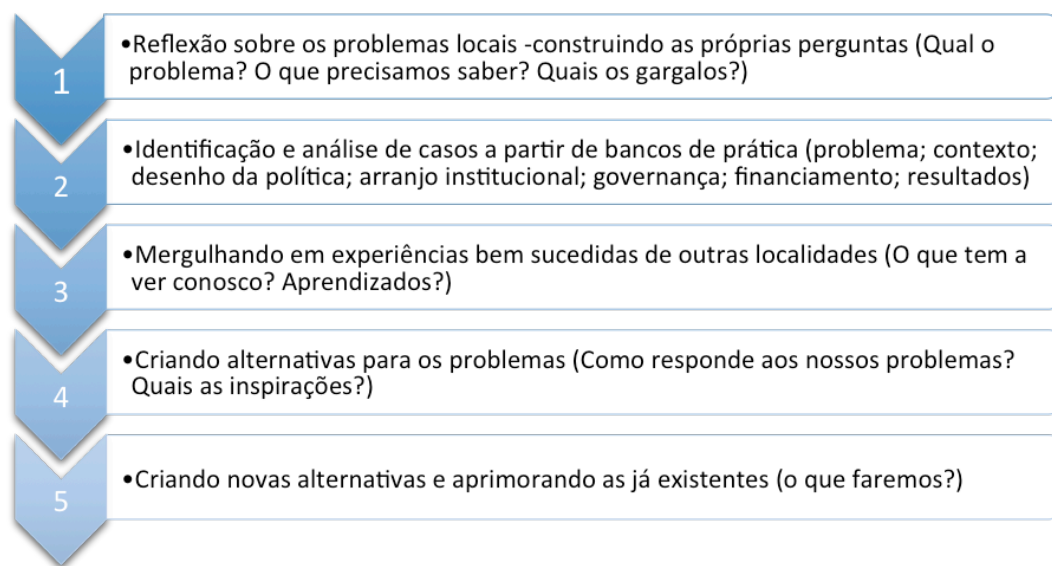 1
•Reflexão sobre os problemas locais -construindo as próprias perguntas (Qual o
problema? O que precisamos saber? Quais os gargalos?)
2
•Identificação e análise de casos a partir de bancos de prática (problema; contexto;
desenho da política; arranjo institucional; governança; financiamento; resultados)
3
•Mergulhando em experiências bem sucedidas de outras localidades (O que tem a
ver conosco? Aprendizados?)
4
•Criando alternativas para os problemas (Como responde aos nossos problemas?
Quais as inspirações?)
5
•Criando novas alternativas e aprimorando as já existentes (o que faremos?)